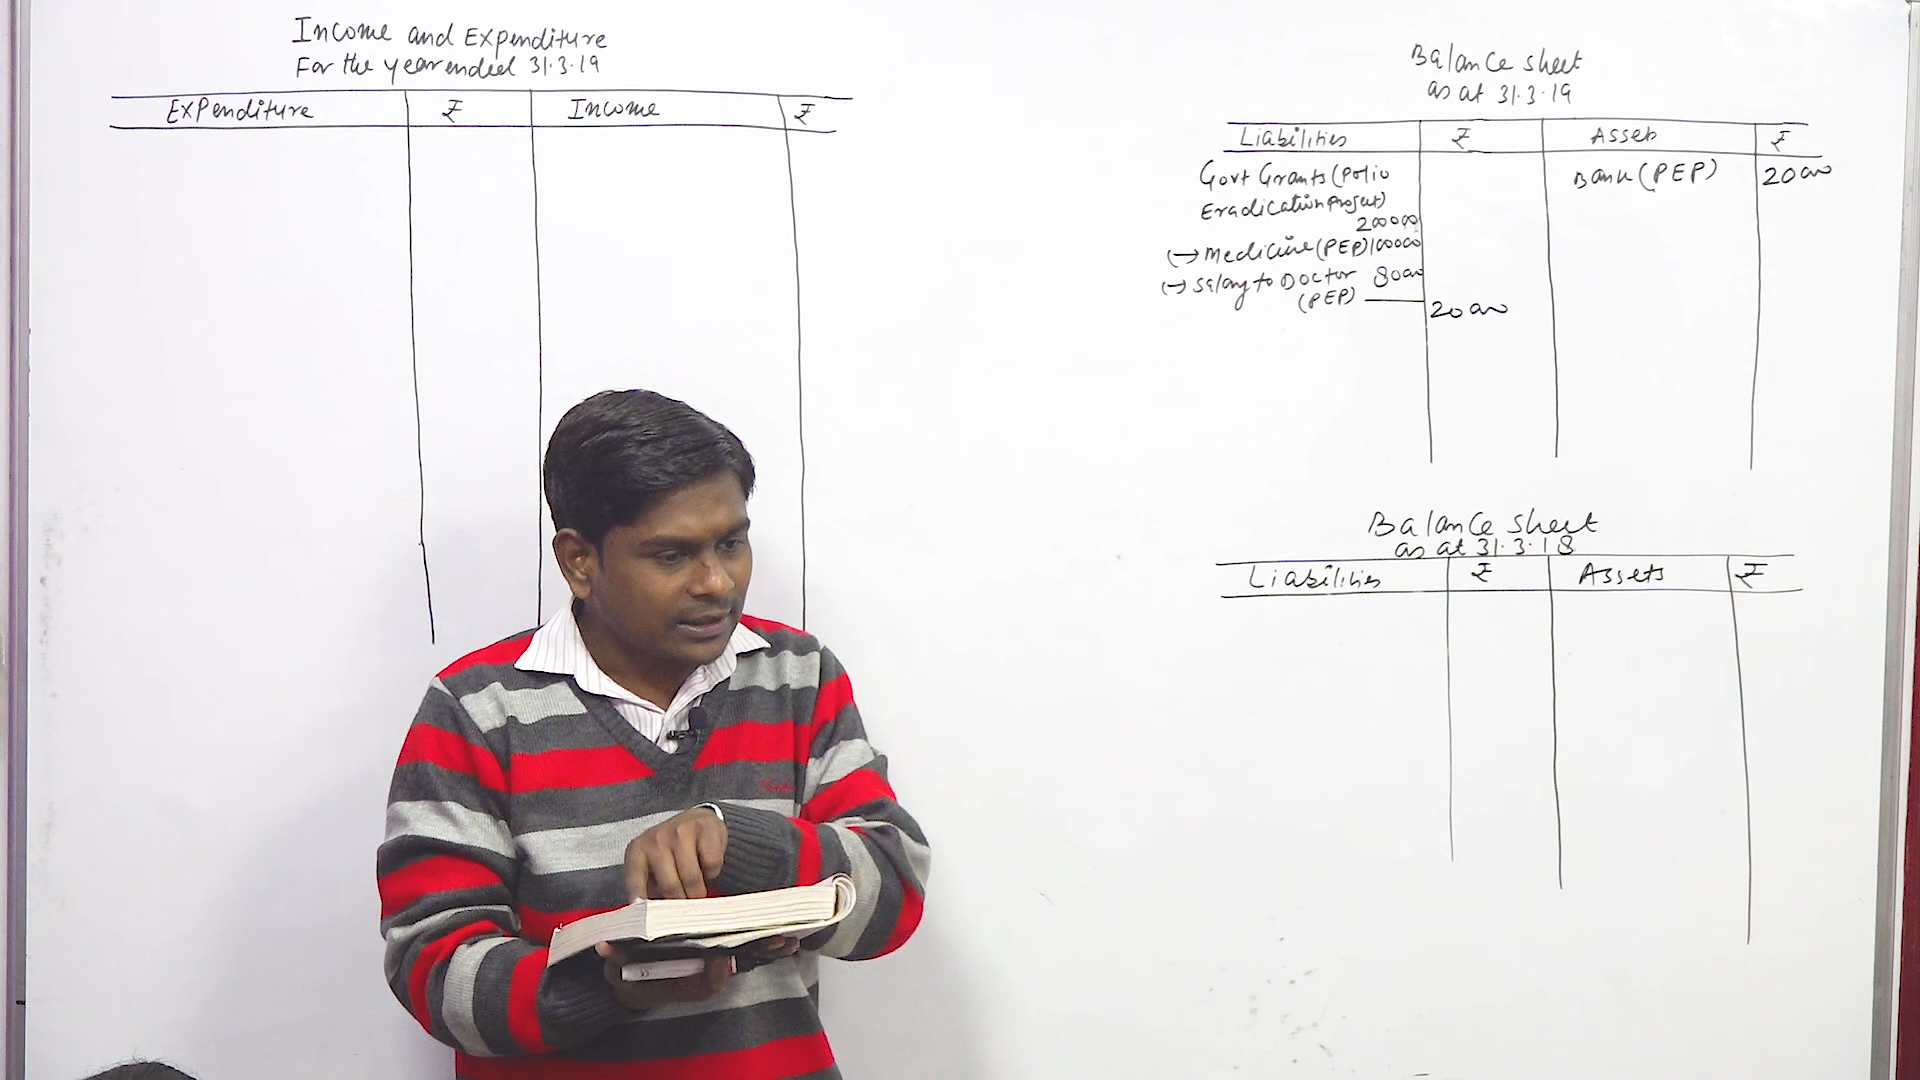 Income and Expenditure
For the year ended 31.3.19
Expenditure ₹ Income ₹
Balance sheet
as at 31.3.19
Liabilities ₹ Assets ₹
Govt Grants (Polio Bank (PEP) 20000
Eradication Project)
200000
(-) Medicine (PEP) 100000
(-) Salary to Doctor 80000
(PEP)
20000
Balance sheet
as at 31.3.18
Liabilities ₹ Assets ₹